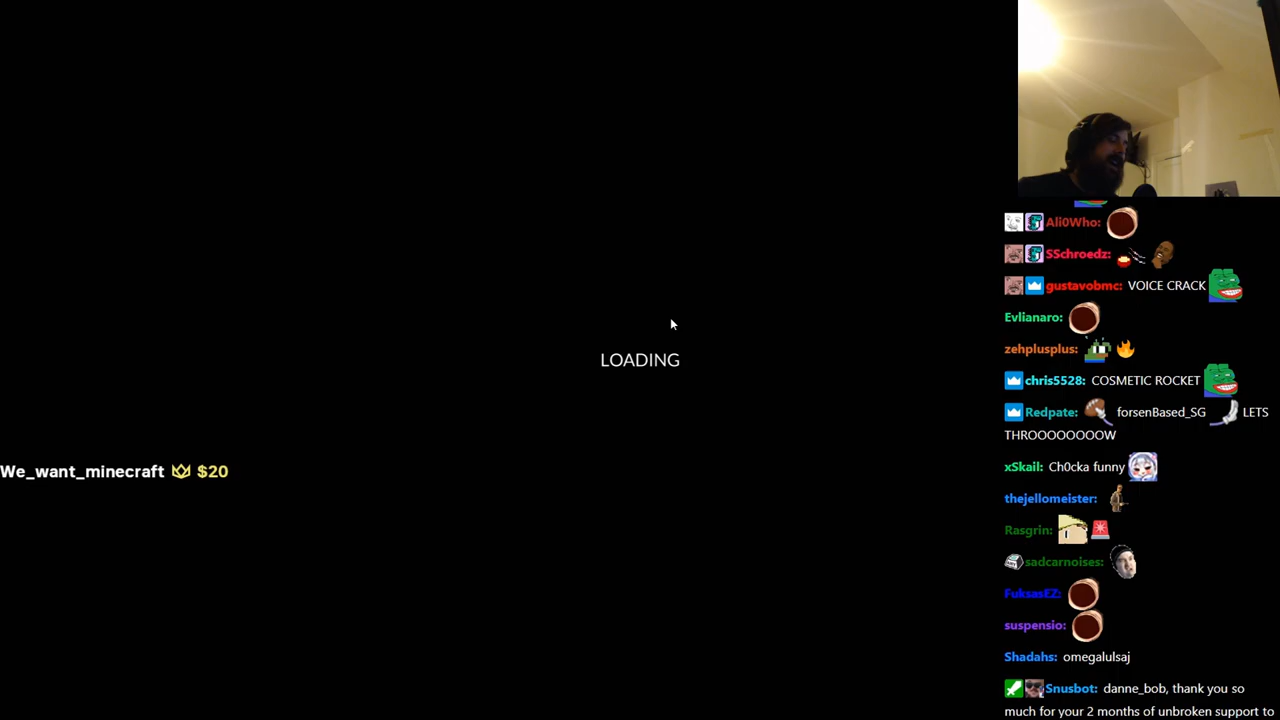 Ali0Who:
SSchroedz:
gustavobmc: VOICE CRACK
Evlianaro:
zehplusplus:
LOADING
chris5528: COSMETIC ROCKET
Redpate: forsenBased_SG LETS
THROOOOOOOOW
xSkail: Ch0cka funny
We_want_minecraft $20
thejellomeister:
Rasgrin:
sadcarnoises:
FuksasEZ:
suspensio:
Shadahs: omegalulsaj
Snusbot: danne_bob, thank you so
much for your 2 months of unbroken support to